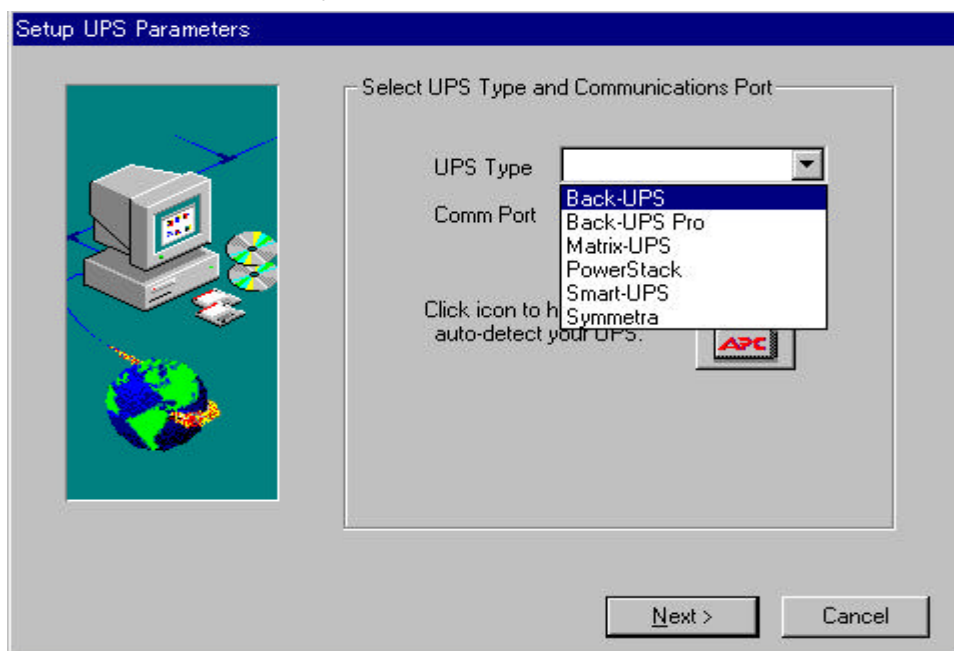 Setup UPS Parameters
Select UPS Type and Communications Port
UPS Type
Back-UPS
Comm Port
Back-UPS Pro
Matrix-UPS
PowerStack
Smart-UPS
Symmetra
Click icon to h
auto-detect your UPS.
APC
Next >
Cancel